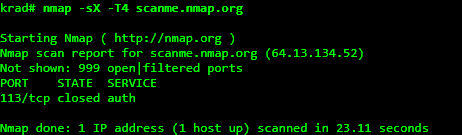 krad# nmap -sX -T4 scanme.nmap.org
Starting Nmap ( http://nmap.org )
Nmap scan report for scanme.nmap.org (64.13.134.52)
Not shown: 999 open|filtered ports
PORT    STATE  SERVICE
113/tcp closed auth
Nmap done: 1 IP address (1 host up) scanned in 23.11 seconds